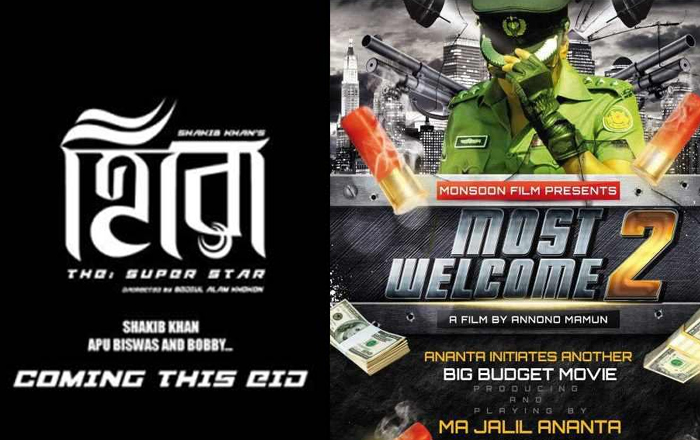 SHAKIB KHAN'S
হিরো
THE: SUPER STAR
DIRECTED BY BODIUL ALAM KHOKON
SHAKIB KHAN
APU BISWAS AND BOBBY...
COMING THIS EID
MONSOON FILM PRESENTS
MOST
WELCOME 2
A FILM BY ANNONO MAMUN
ANANTA INITIATES ANOTHER
BIG BUDGET MOVIE
PRODUCING
AND
PLAYING BY
MA JALIL ANANTA